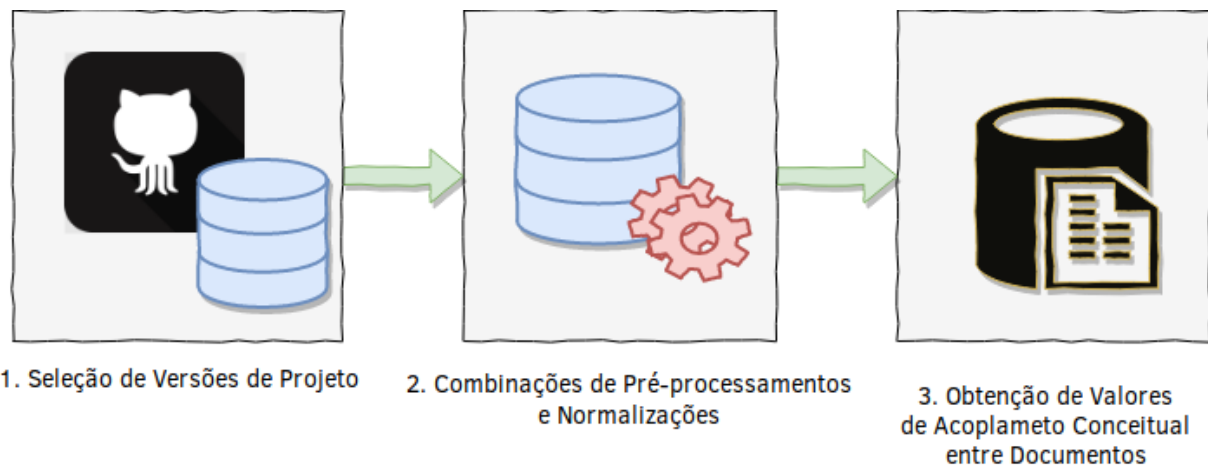 1. Seleção de Versões de Projeto
2. Combinações de Pré-processamentos
e Normalizações
3. Obtenção de Valores
de Acoplameto Conceitual
entre Documentos